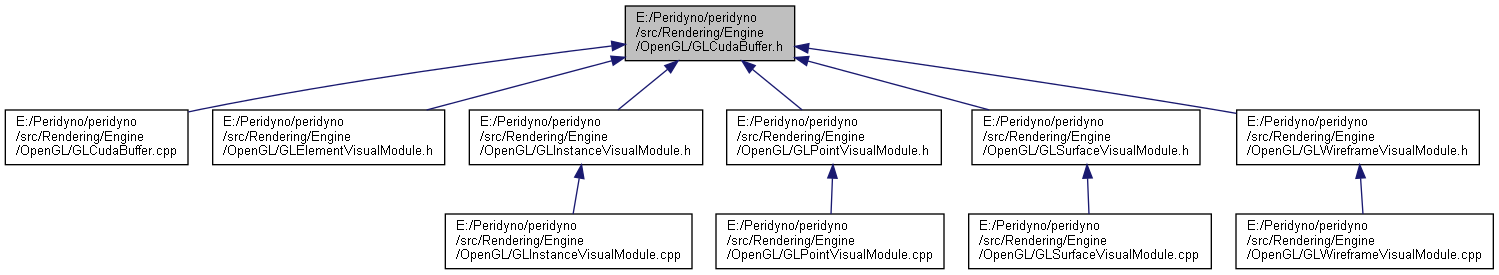 E:/Peridyno/peridyno
/src/Rendering/Engine
/OpenGL/GLCudaBuffer.h
E:/Peridyno/peridyno
/src/Rendering/Engine
/OpenGL/GLCudaBuffer.cpp
E:/Peridyno/peridyno
/src/Rendering/Engine
/OpenGL/GLElementVisualModule.h
E:/Peridyno/peridyno
/src/Rendering/Engine
/OpenGL/GLInstanceVisualModule.h
E:/Peridyno/peridyno
/src/Rendering/Engine
/OpenGL/GLPointVisualModule.h
E:/Peridyno/peridyno
/src/Rendering/Engine
/OpenGL/GLSurfaceVisualModule.h
E:/Peridyno/peridyno
/src/Rendering/Engine
/OpenGL/GLWireframeVisualModule.h
E:/Peridyno/peridyno
/src/Rendering/Engine
/OpenGL/GLInstanceVisualModule.cpp
E:/Peridyno/peridyno
/src/Rendering/Engine
/OpenGL/GLPointVisualModule.cpp
E:/Peridyno/peridyno
/src/Rendering/Engine
/OpenGL/GLSurfaceVisualModule.cpp
E:/Peridyno/peridyno
/src/Rendering/Engine
/OpenGL/GLWireframeVisualModule.cpp